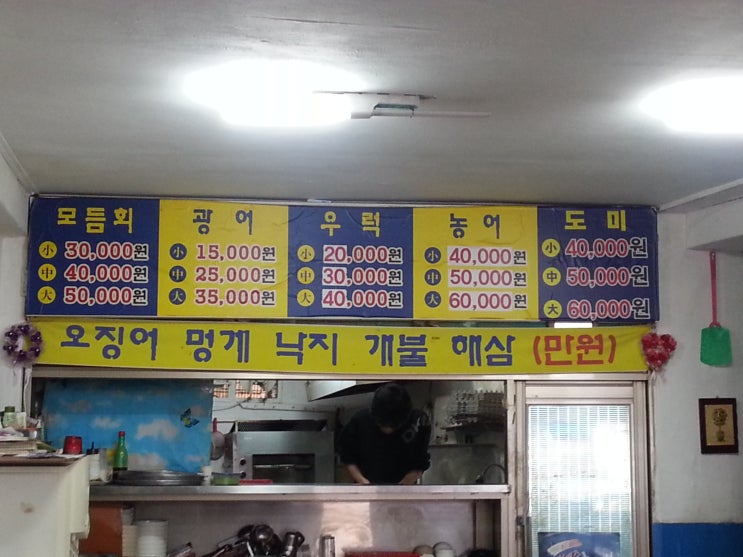 모듬회
小 30,000원
中 40,000원
大 50,000원
광어
小 15,000원
中 25,000원
大 35,000원
우럭
小 20,000원
中 30,000원
大 40,000원
농어
小 40,000원
中 50,000원
大 60,000원
도미
小 40,000원
中 50,000원
大 60,000원
오징어 멍게 낙지 개불 해삼 (만원)